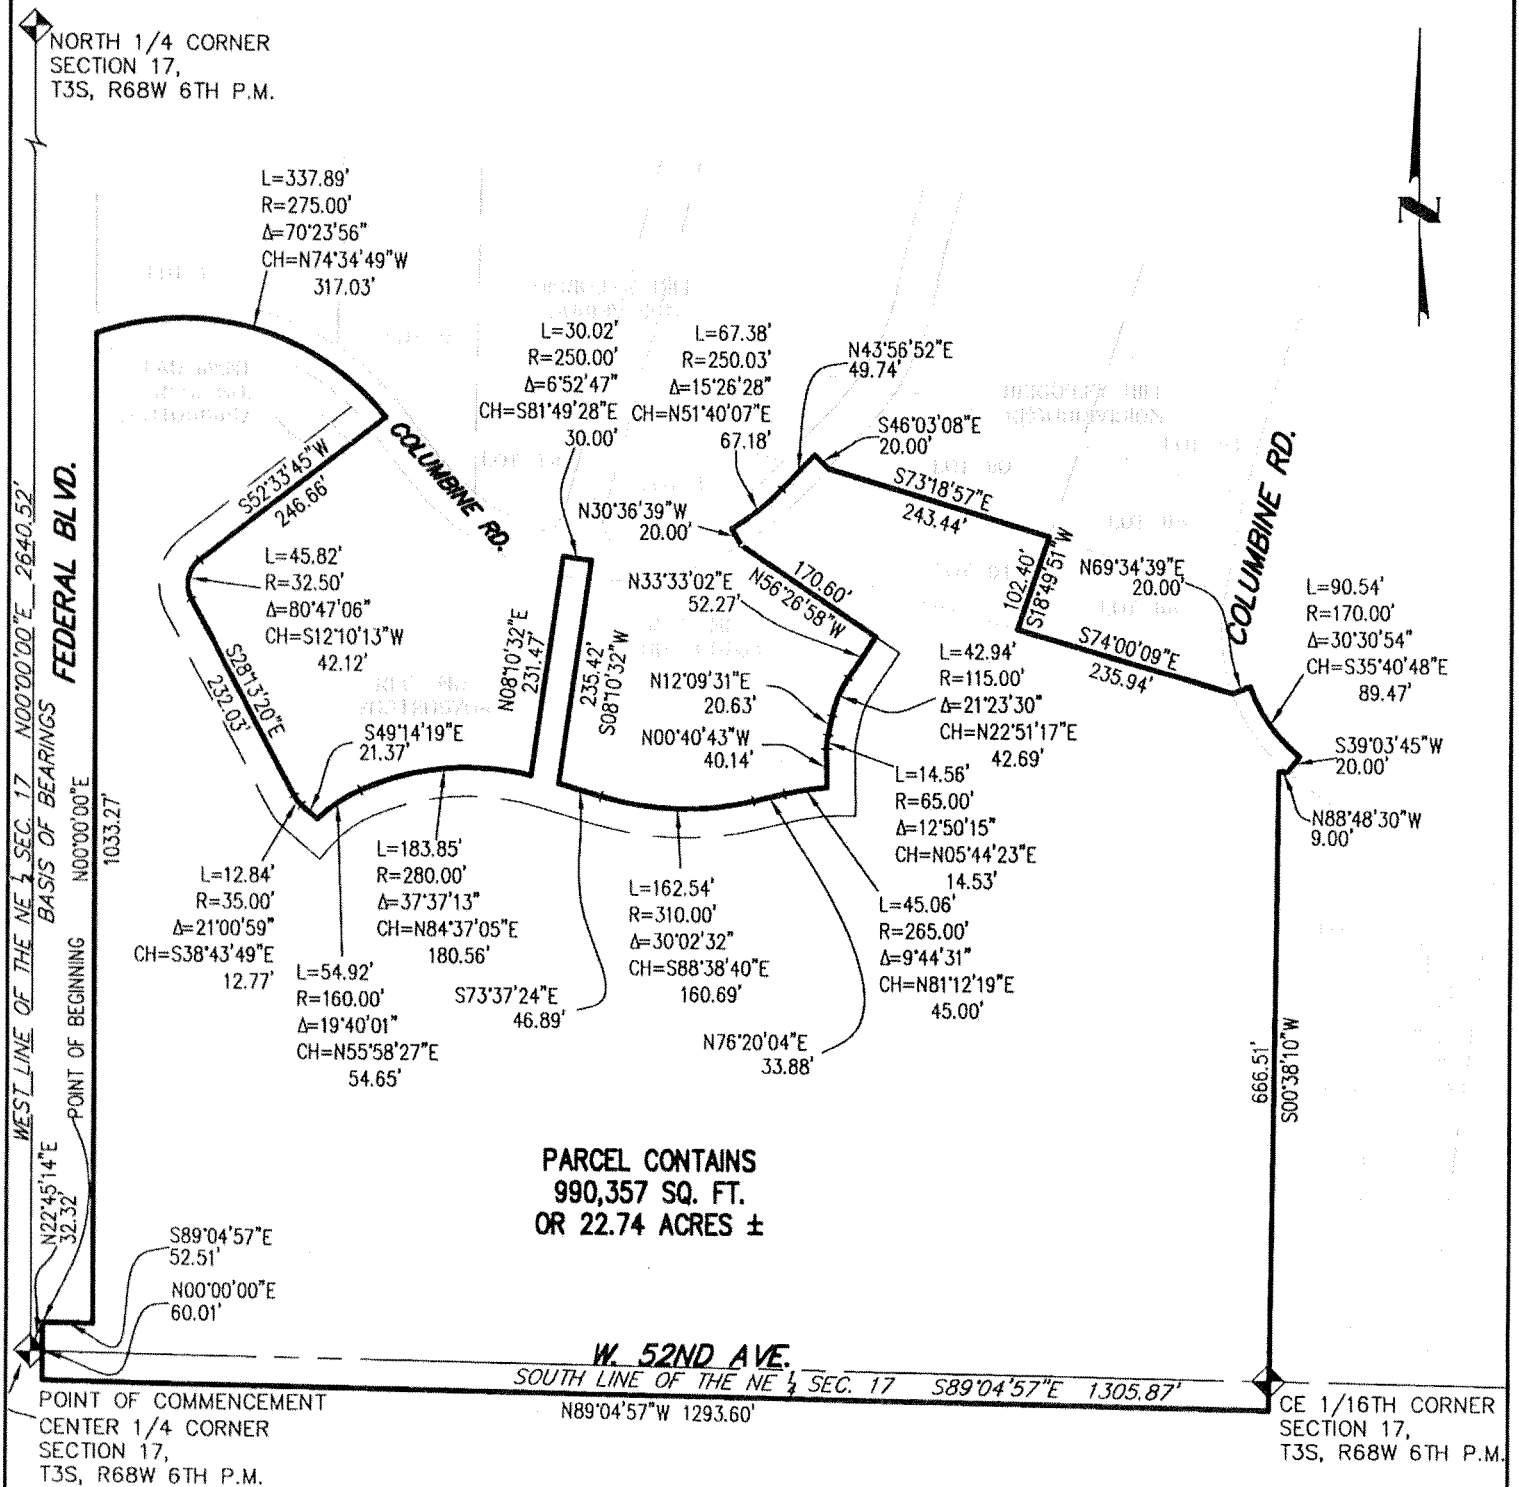 NORTH 1/4 CORNER
SECTION 17,
T3S, R68W 6TH P.M.
L=337.89'
R=275.00'
Δ=70°23'56"
CH=N74°34'49"W
317.03'
L=30.02'
R=250.00'
Δ=6°52'47"
CH=S81°49'28"E
30.00'
L=67.38'
R=250.03'
Δ=15°26'28"
CH=N51°40'07"E
67.18'
N43°56'52"E
49.74'
S46°03'08"E
20.00'
S73°18'57"E
243.44'
N30°36'39"W
20.00'
170.60'
N56°26'58"W
N33°33'02"E
52.27'
102.40'
S18°49'51"W
N69°34'39"E
20.00'
COLUMBINE RD.
L=90.54'
R=170.00'
Δ=30°30'54"
CH=S35°40'48"E
89.47'
S74°00'09"E
235.94'
S39°03'45"W
20.00'
N88°48'30"W
9.00'
COLUMBINE RD.
S52°33'45"W
246.66'
L=45.82'
R=32.50'
Δ=80°47'06"
CH=S12°10'13"W
42.12'
S28°13'20"E
232.03'
S49°14'19"E
21.37'
N08°10'32"E
231.47'
235.42'
S08°10'32"W
N12°09'31"E
20.63'
N00°40'43"W
40.14'
L=42.94'
R=115.00'
Δ=21°23'30"
CH=N22°51'17"E
42.69'
L=14.56'
R=65.00'
Δ=12°50'15"
CH=N05°44'23"E
14.53'
L=45.06'
R=265.00'
Δ=9°44'31"
CH=N81°12'19"E
45.00'
L=12.84'
R=35.00'
Δ=21°00'59"
CH=S38°43'49"E
12.77'
L=54.92'
R=160.00'
Δ=19°40'01"
CH=N55°58'27"E
54.65'
L=183.85'
R=280.00'
Δ=37°37'13"
CH=N84°37'05"E
180.56'
S73°37'24"E
46.89'
L=162.54'
R=310.00'
Δ=30°02'32"
CH=S88°38'40"E
160.69'
N76°20'04"E
33.88'
WEST LINE OF THE NE ¼ SEC. 17 N00°00'00"E 2640.52'
BASIS OF BEARINGS
FEDERAL BLVD.
N00°00'00"E
1033.27'
POINT OF BEGINNING
N22°45'14"E
32.32'
S89°04'57"E
52.51'
N00°00'00"E
60.01'
PARCEL CONTAINS
990,357 SQ. FT.
OR 22.74 ACRES ±
666.51'
S00°38'10"W
W. 52ND AVE.
SOUTH LINE OF THE NE ¼ SEC. 17 S89°04'57"E 1305.87'
N89°04'57"W 1293.60'
POINT OF COMMENCEMENT
CENTER 1/4 CORNER
SECTION 17,
T3S, R68W 6TH P.M.
CE 1/16TH CORNER
SECTION 17,
T3S, R68W 6TH P.M.
N